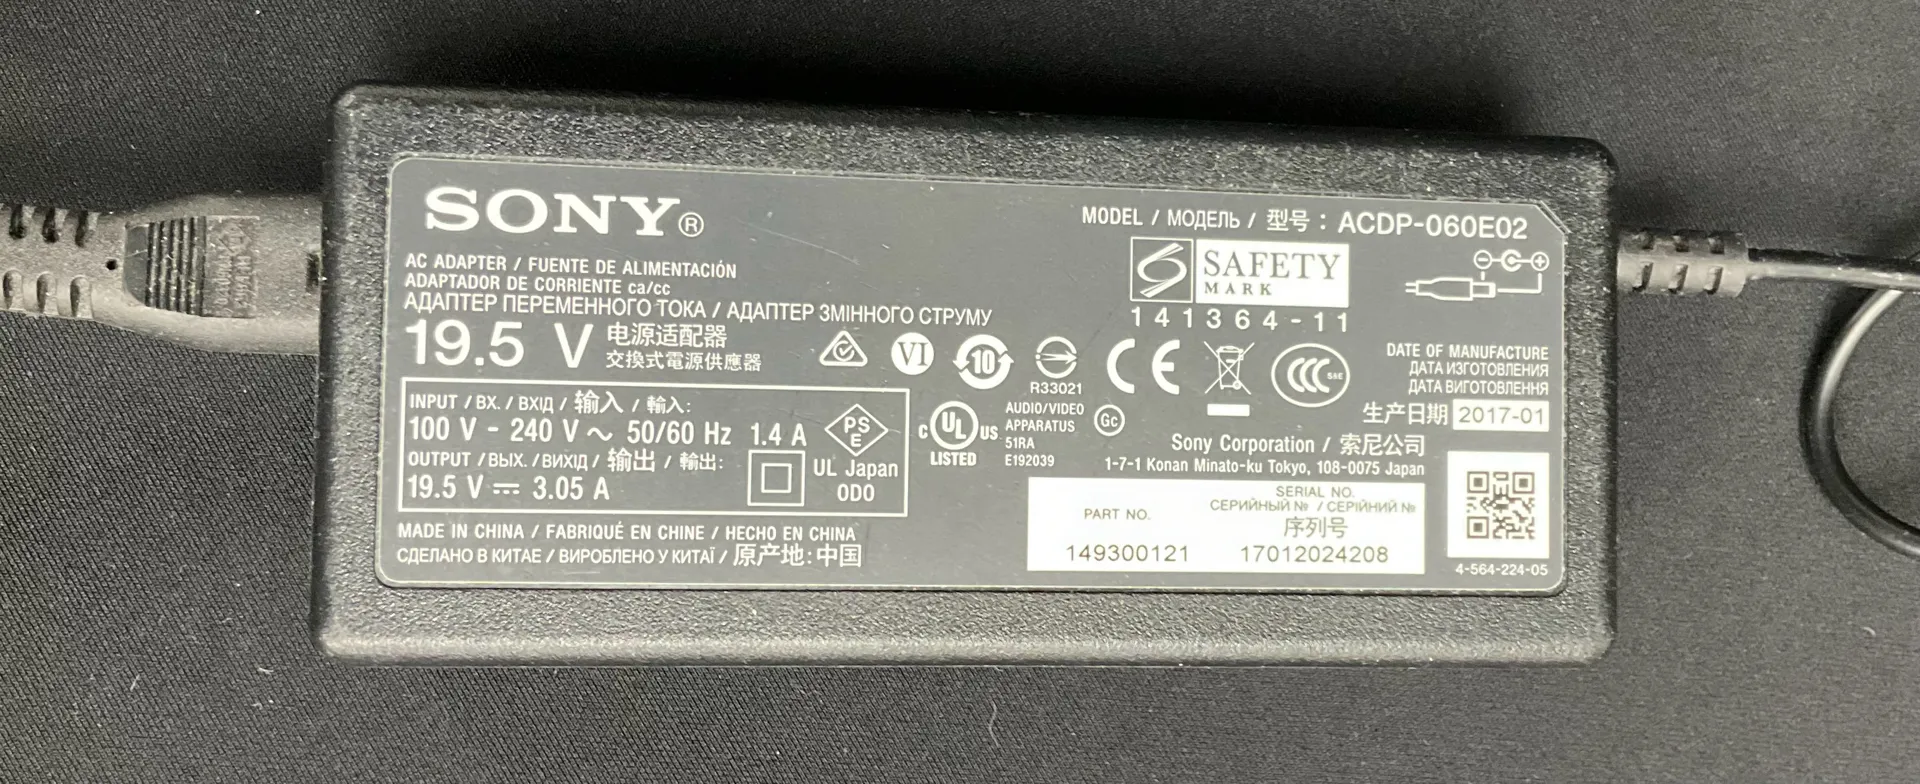 SONY®
MODEL / МОДЕЛЬ / 型号 : ACDP-060E02
AC ADAPTER / FUENTE DE ALIMENTACIÓN
ADAPTADOR DE CORRIENTE ca/cc
АДАПТЕР ПЕРЕМЕННОГО ТОКА / АДАПТЕР ЗМІННОГО СТРУМУ
19.5 V
电源适配器
交換式電源供應器
SAFETY
MARK
141364-11
VI
10
R33021
CE
CCC
S&E
DATE OF MANUFACTURE
ДАТА ИЗГОТОВЛЕНИЯ
ДАТА ВИГОТОВЛЕННЯ
生产日期 2017-01
INPUT / ВХ. / ВХІД / 输入 / 輸入:
100 V - 240 V ~ 50/60 Hz 1.4 A
OUTPUT / ВЫХ. / ВИХІД / 输出 / 輸出:
19.5 V ⎓ 3.05 A
PS
E
UL Japan
ODO
C UL US
LISTED
AUDIO/VIDEO
APPARATUS
51RA
E192039
Gc
Sony Corporation / 索尼公司
1-7-1 Konan Minato-ku Tokyo, 108-0075 Japan
MADE IN CHINA / FABRIQUÉ EN CHINE / HECHO EN CHINA
СДЕЛАНО В КИТАЕ / ВИРОБЛЕНО У КИТАЇ / 原产地:中国
PART NO.
149300121
SERIAL NO.
СЕРИЙНЫЙ № / СЕРІЙНИЙ №
序列号
17012024208
4-564-224-05